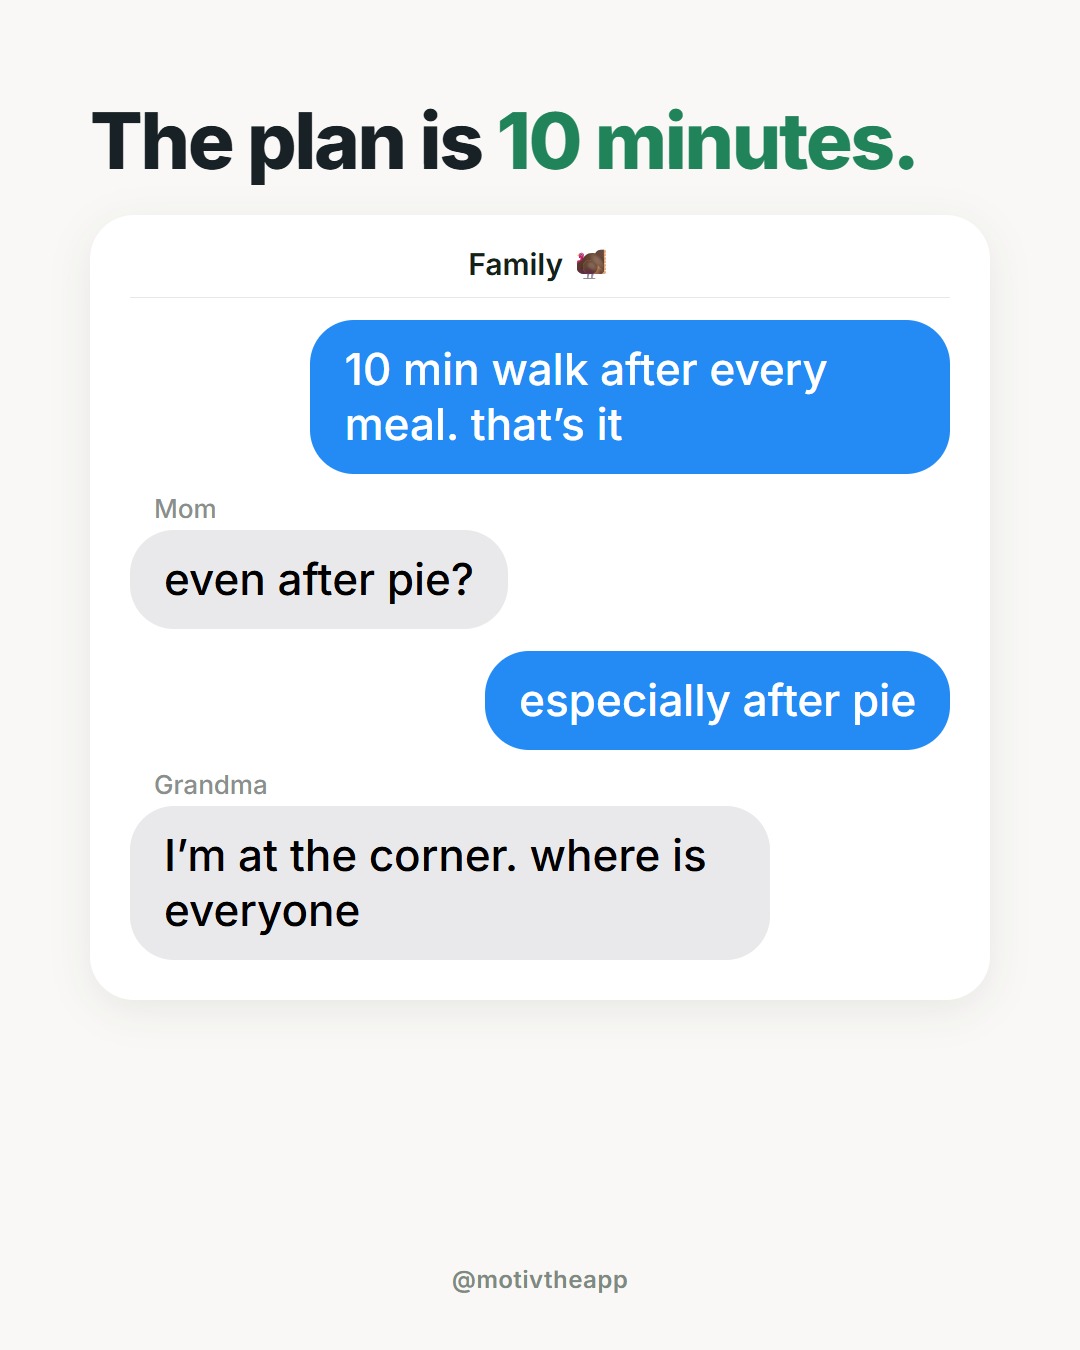 The plan is 10 minutes.
Family 🦃
10 min walk after every
meal. that’s it
Mom
even after pie?
especially after pie
Grandma
I’m at the corner. where is
everyone
@motivtheapp